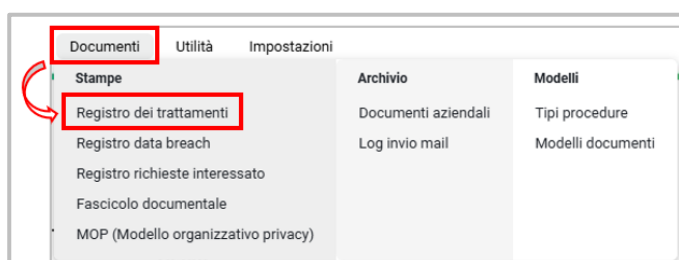 Documenti Utilità Impostazioni
Stampe Archivio Modelli
Registro dei trattamenti Documenti aziendali Tipi procedure
Registro data breach Log invio mail Modelli documenti
Registro richieste interessato
Fascicolo documentale
MOP (Modello organizzativo privacy)